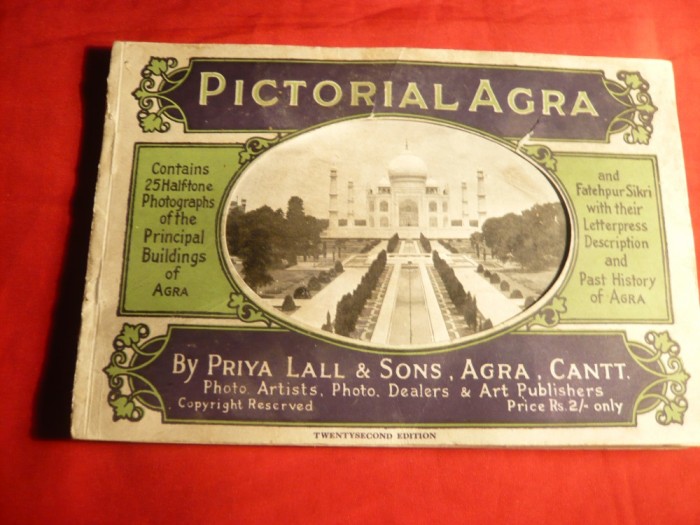 PICTORIAL AGRA
Contains
25 Halftone
Photographs
of the
Principal
Buildings
of
AGRA
and
Fatehpur Sikri
with their
Letterpress
Description
and
Past History
of AGRA
By PRIYA LALL & SONS, AGRA, CANTT.
Photo. Artists, Photo. Dealers & Art Publishers
Copyright Reserved Price Rs. 2/- only
TWENTYSECOND EDITION